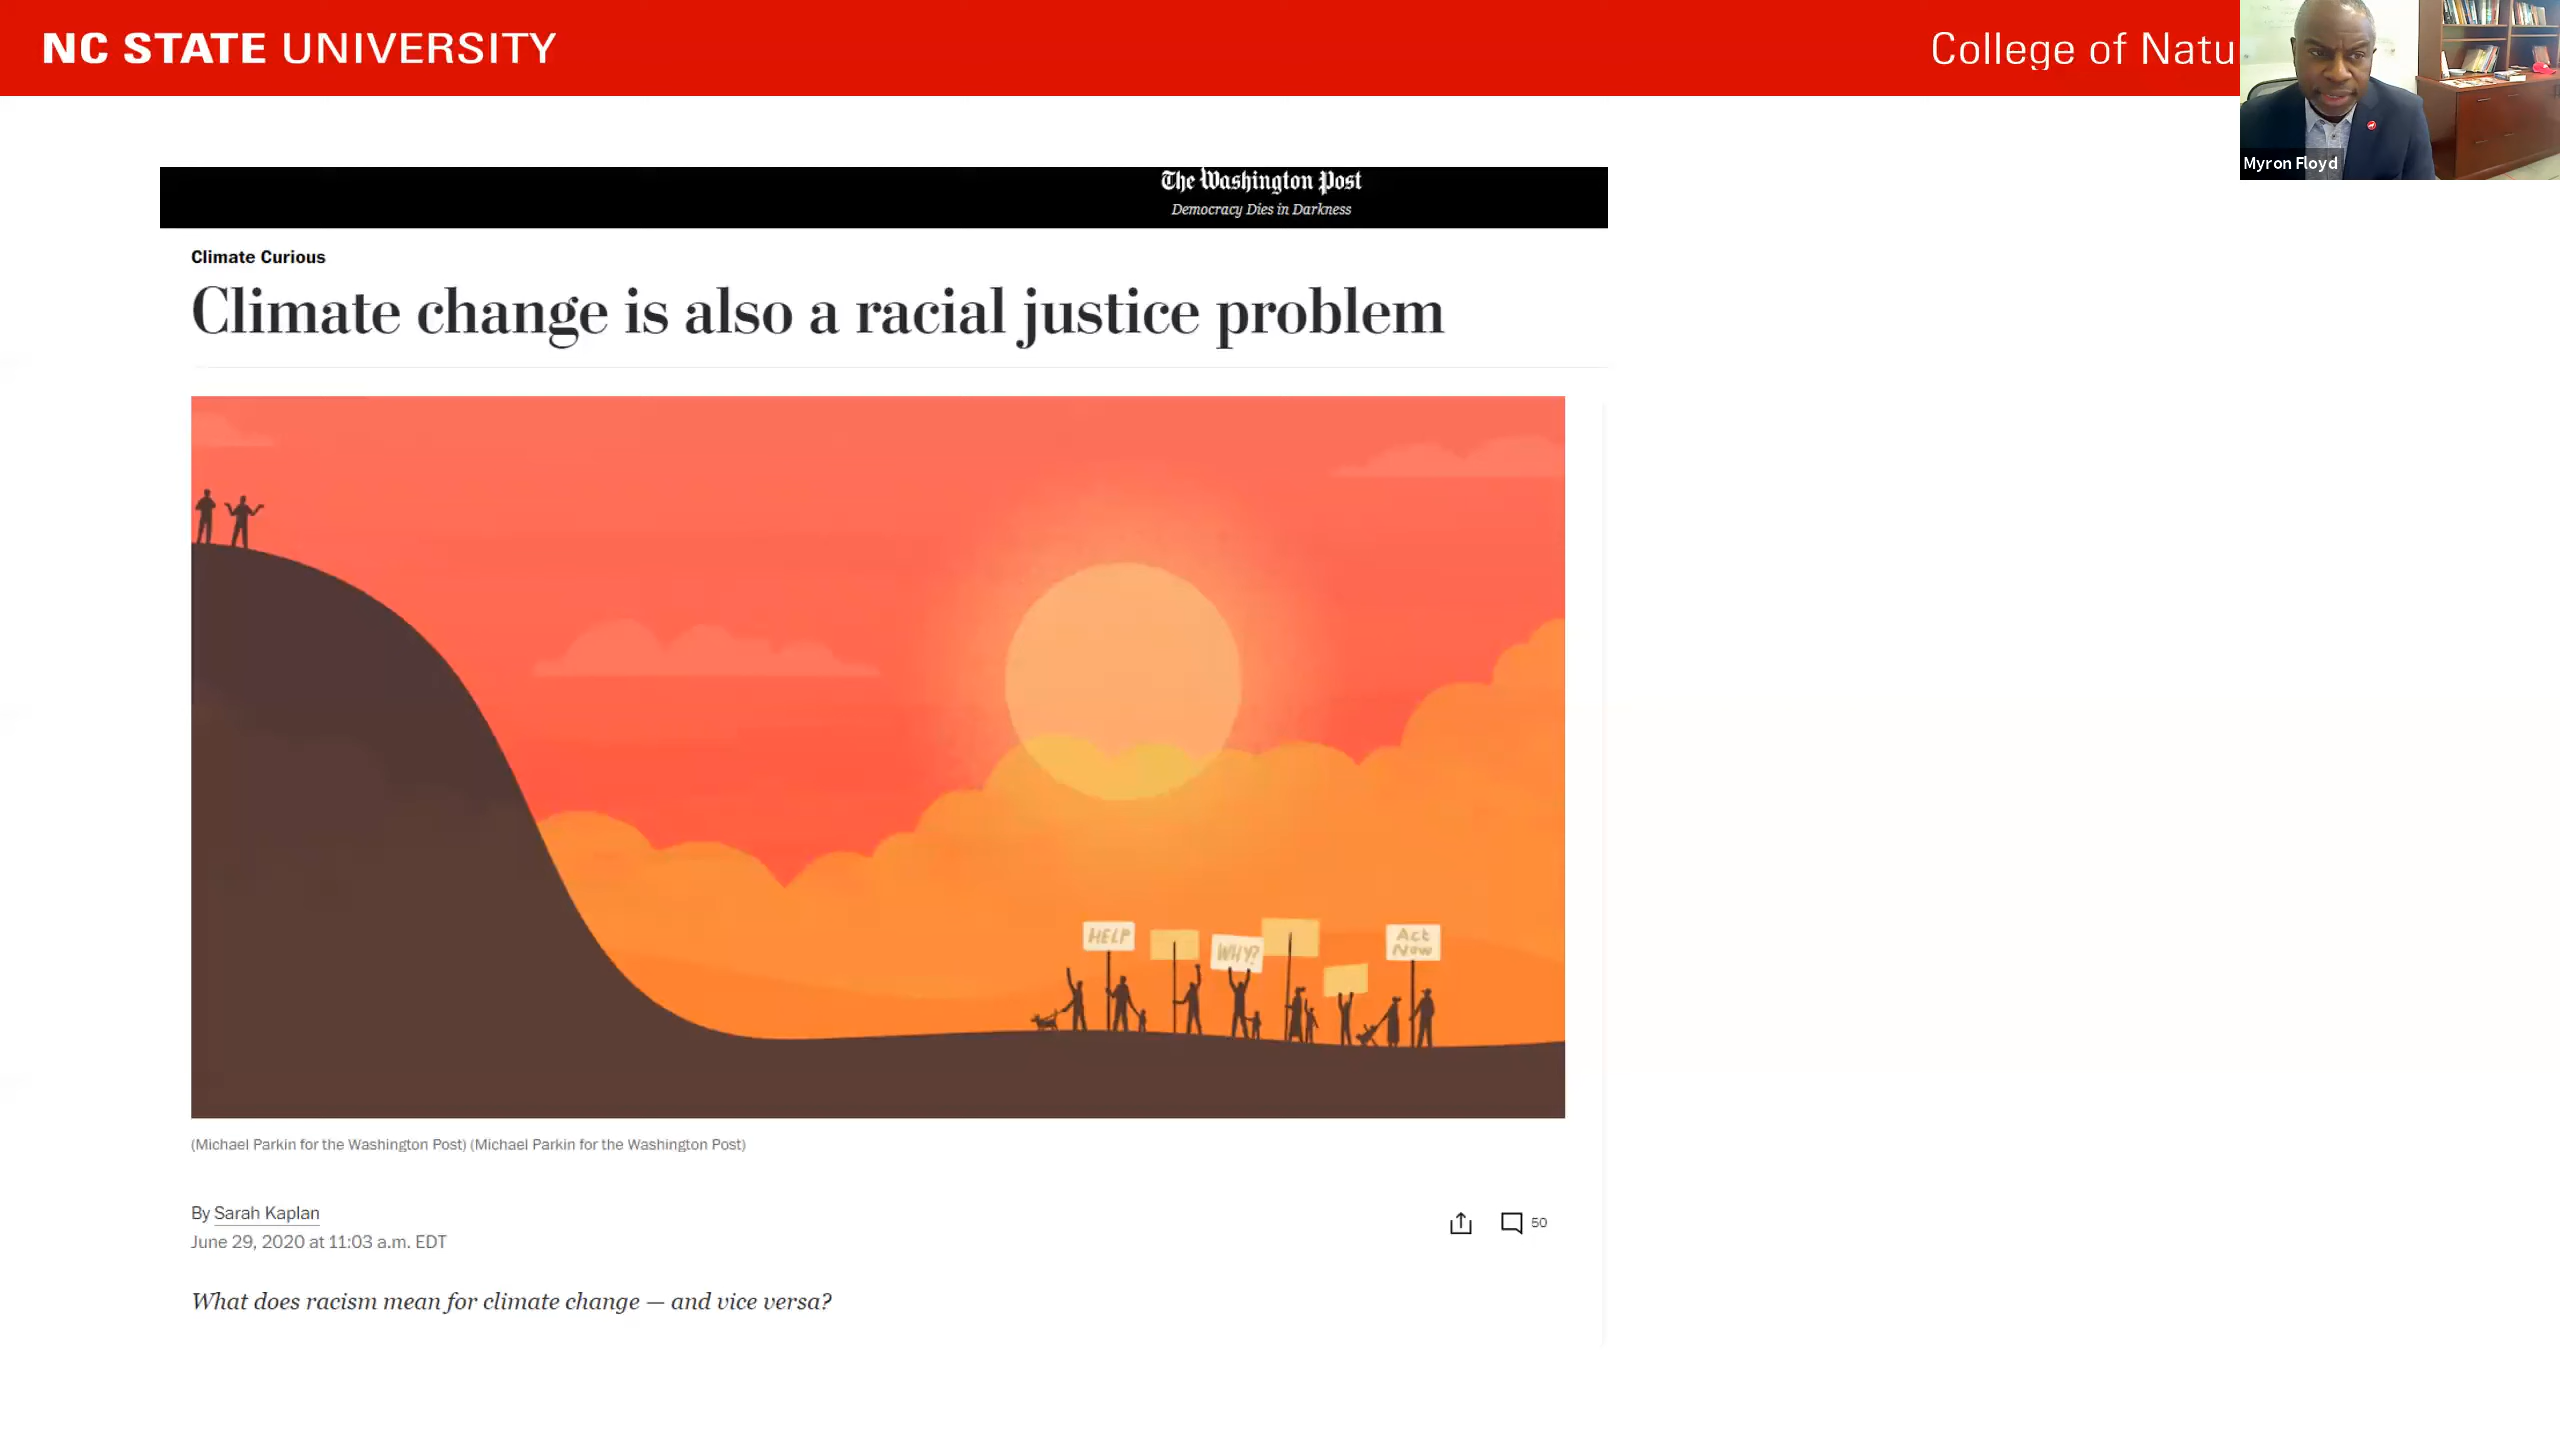 NC STATE UNIVERSITY
College of Natu
Myron Floyd
The Washington Post
Democracy Dies in Darkness
Climate Curious
Climate change is also a racial justice problem
HELP
WHY?
Act
Now
(Michael Parkin for the Washington Post) (Michael Parkin for the Washington Post)
By Sarah Kaplan
June 29, 2020 at 11:03 a.m. EDT
50
What does racism mean for climate change — and vice versa?